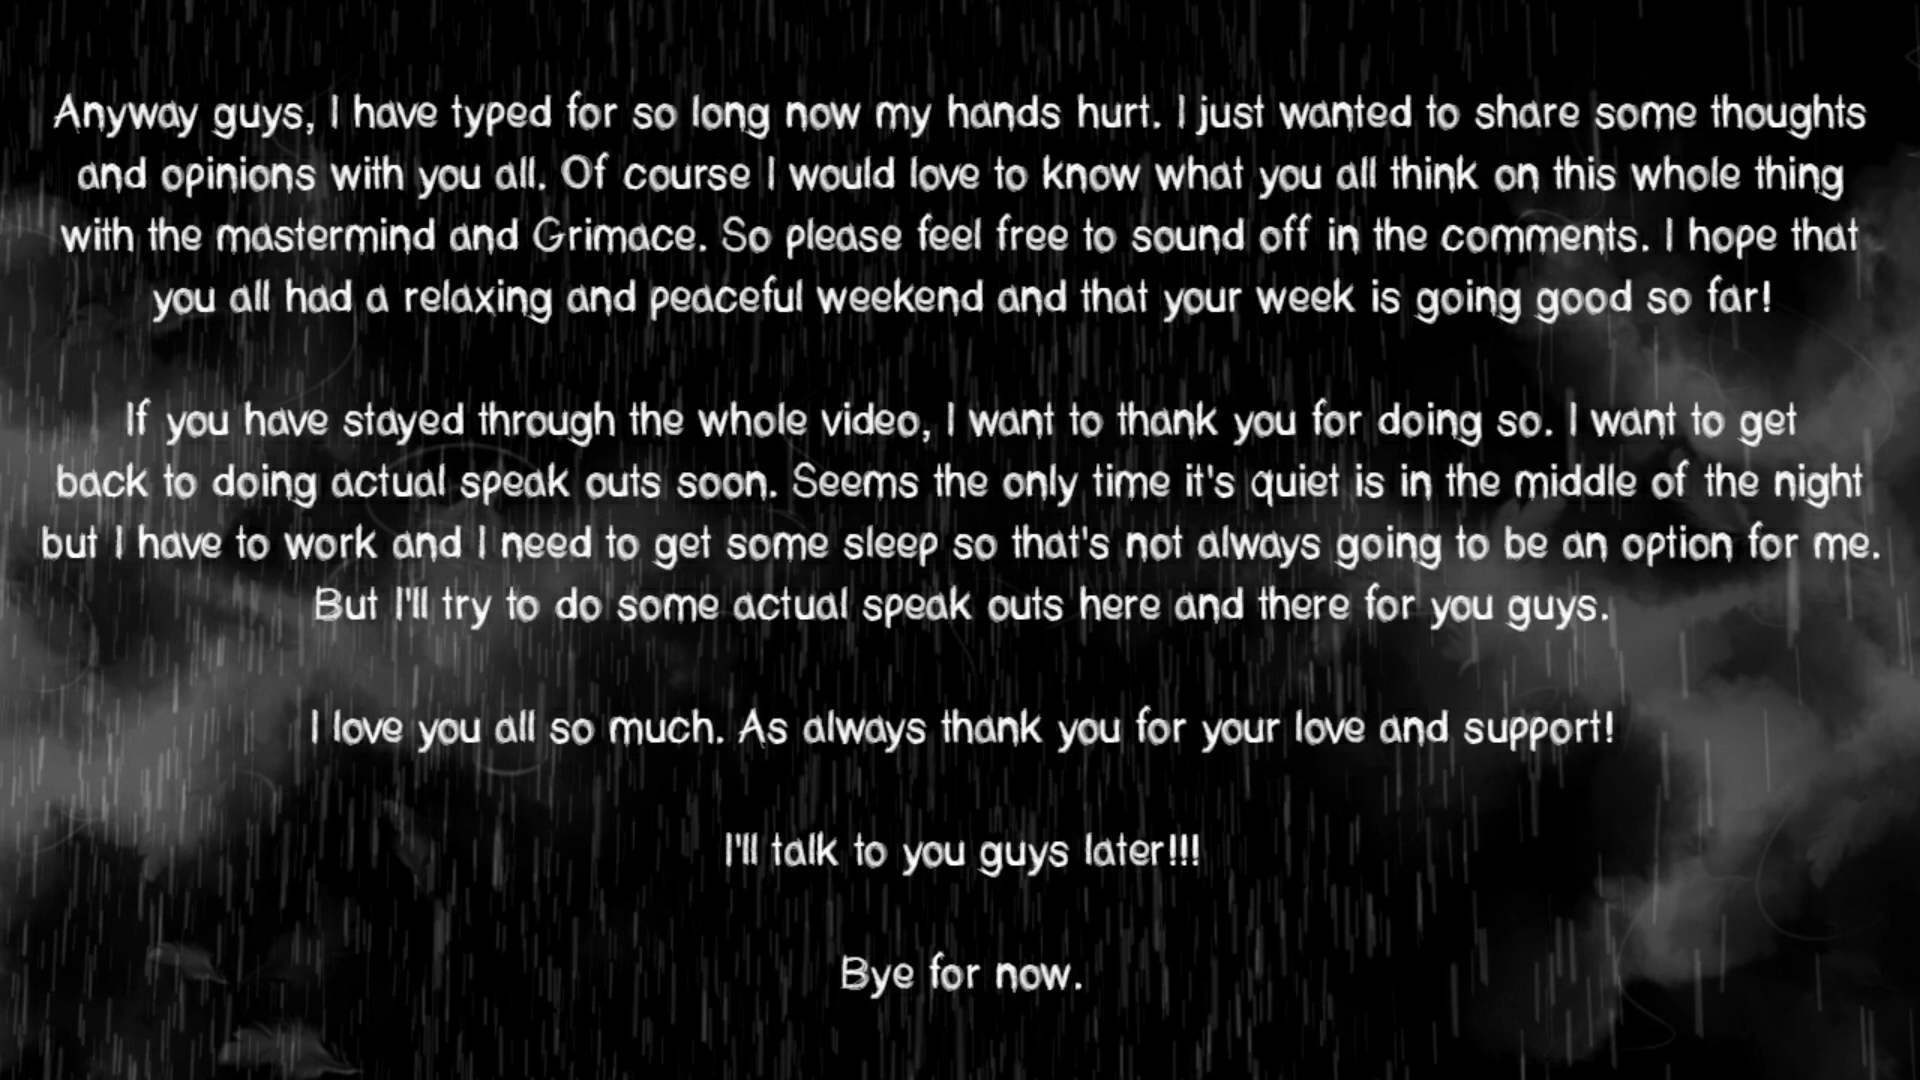 Anyway guys, I have typed for so long now my hands hurt. I just wanted to share some thoughts
and opinions with you all. Of course I would love to know what you all think on this whole thing
with the mastermind and Grimace. So please feel free to sound off in the comments. I hope that
you all had a relaxing and peaceful weekend and that your week is going good so far!
If you have stayed through the whole video, I want to thank you for doing so. I want to get
back to doing actual speak outs soon. Seems the only time it's quiet is in the middle of the night
but I have to work and I need to get some sleep so that's not always going to be an option for me.
But I'll try to do some actual speak outs here and there for you guys.
I love you all so much. As always thank you for your love and support!
I'll talk to you guys later!!!
Bye for now.